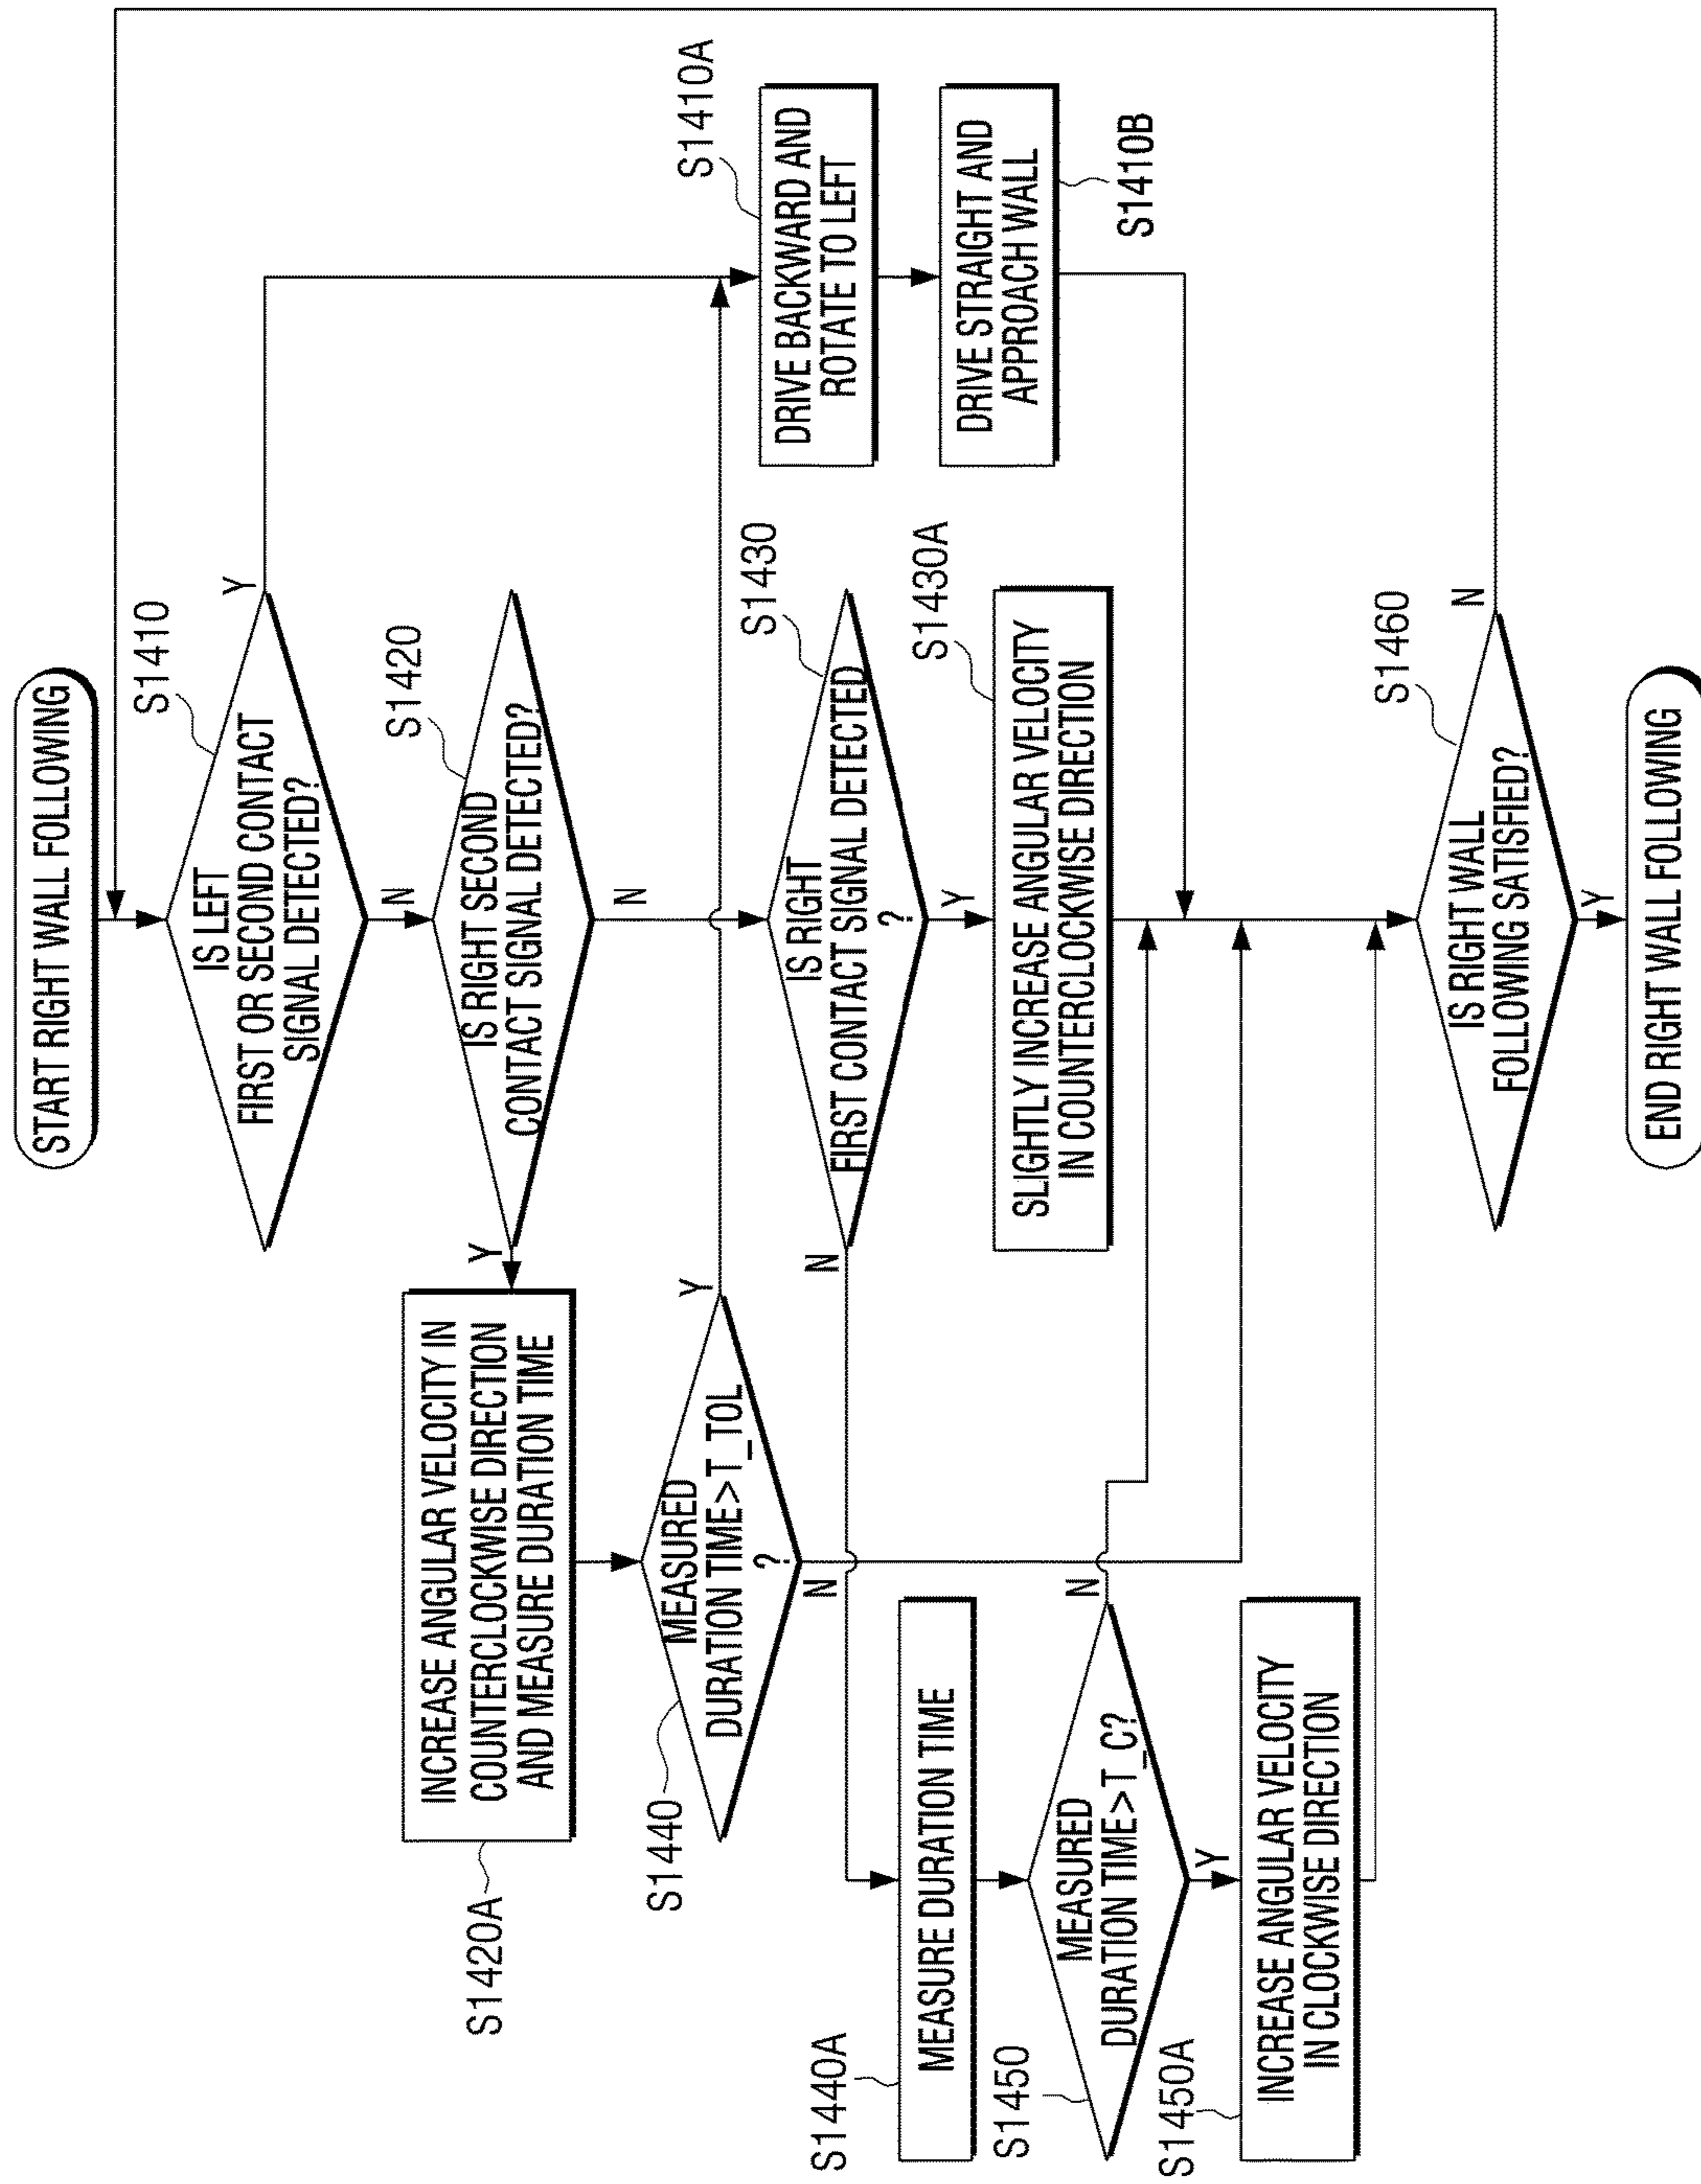 START RIGHT WALL FOLLOWING
S1410
IS LEFT
FIRST OR SECOND CONTACT
SIGNAL DETECTED?
Y
N
S1420
IS RIGHT SECOND
CONTACT SIGNAL DETECTED?
Y
N
INCREASE ANGULAR VELOCITY IN
COUNTERCLOCKWISE DIRECTION
AND MEASURE DURATION TIME
S1420A
S1440
MEASURED
DURATION TIME>T_TOL
?
Y
N
S1410A
DRIVE BACKWARD AND
ROTATE TO LEFT
DRIVE STRAIGHT AND
APPROACH WALL
S1410B
S1430
IS RIGHT
FIRST CONTACT SIGNAL DETECTED
?
N
Y
S1430A
SLIGHTLY INCREASE ANGULAR VELOCITY
IN COUNTERCLOCKWISE DIRECTION
S1440A
MEASURE DURATION TIME
S1450
MEASURED
DURATION TIME>T_C?
N
Y
S1450A
INCREASE ANGULAR VELOCITY
IN CLOCKWISE DIRECTION
S1460
IS RIGHT WALL
FOLLOWING SATISFIED?
N
Y
END RIGHT WALL FOLLOWING